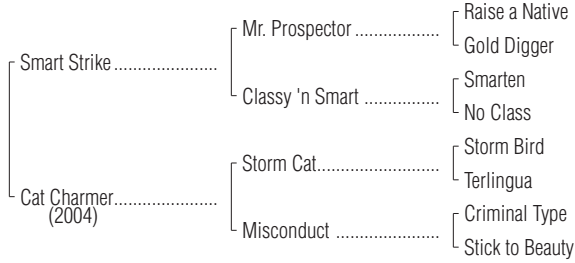 Raise a Native
Mr. Prospector ..................
Gold Digger
Smart Strike ......................
Smarten
Classy 'n Smart ................
No Class
Storm Bird
Storm Cat..........................
Terlingua
Cat Charmer......................
(2004)
Criminal Type
Misconduct ......................
Stick to Beauty